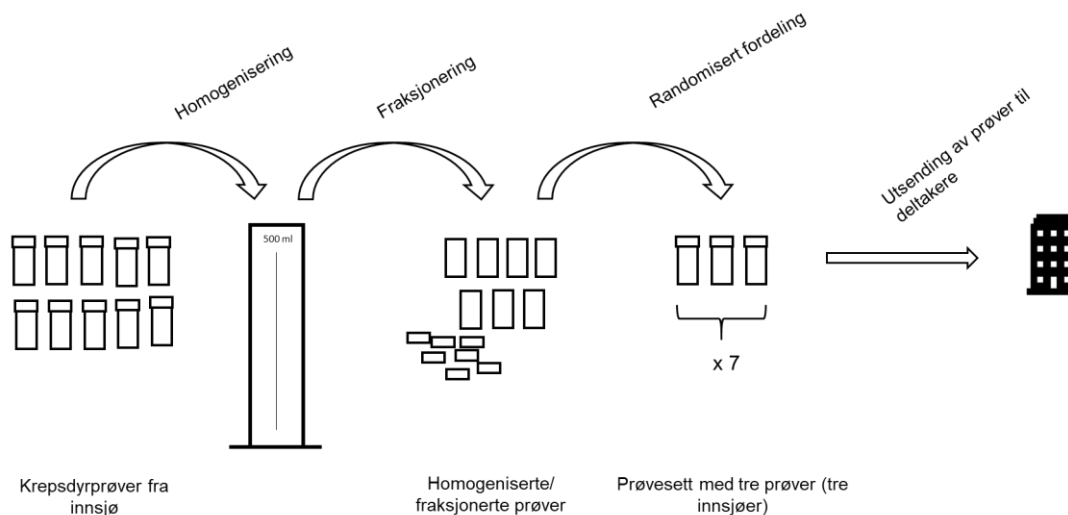 Homogenisering
Fraksjonering
Randomisert fordeling
Utsending av prøver til
deltakere
500 ml
x 7
Krepsdyrprøver fra
innsjø
Homogeniserte/
fraksjonerte prøver
Prøvesett med tre prøver (tre
innsjøer)